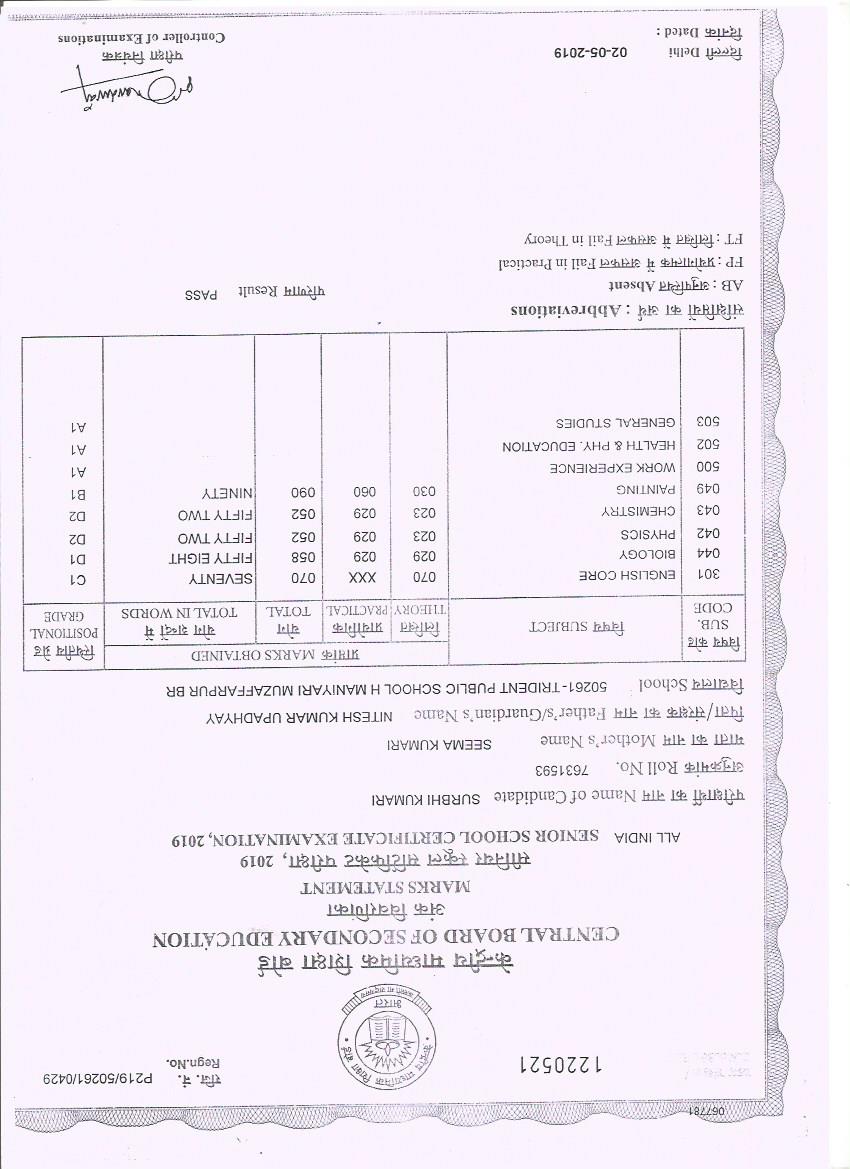 067781
1220521
रजि. नं.
Regn.No. P219/50261/0429
भारत
केन्द्रीय माध्यमिक शिक्षा बोर्ड
CENTRAL BOARD OF SECONDARY EDUCATION
अंक विवरणिका
MARKS STATEMENT
सीनियर स्कूल सर्टिफिकेट परीक्षा, 2019
ALL INDIA SENIOR SCHOOL CERTIFICATE EXAMINATION, 2019
परीक्षार्थी का नाम Name of Candidate SURBHI KUMARI
अनुक्रमांक Roll No. 7631593
माता का नाम Mother's Name SEEMA KUMARI
पिता/संरक्षक का नाम Father's/Guardian's Name NITESH KUMAR UPADHYAY
विद्यालय School 50261-TRIDENT PUBLIC SCHOOL H MANIYARI MUZAFFARPUR BR
विषय कोड SUB. CODE
विषय SUBJECT
प्राप्तांक MARKS OBTAINED
लिखित THEORY
प्रायोगिक PRACTICAL
योग TOTAL
योग शब्दों में TOTAL IN WORDS
स्थितीय ग्रेड POSITIONAL GRADE
301 ENGLISH CORE 070 XXX 070 SEVENTY C1
044 BIOLOGY 029 029 058 FIFTY EIGHT D1
042 PHYSICS 023 029 052 FIFTY TWO D2
043 CHEMISTRY 023 029 052 FIFTY TWO D2
049 PAINTING 030 060 090 NINETY B1
500 WORK EXPERIENCE A1
502 HEALTH & PHY. EDUCATION A1
503 GENERAL STUDIES A1
संक्षिप्तियों का अर्थ : Abbreviations
AB : अनुपस्थित Absent परिणाम Result PASS
FP : प्रयोगात्मक में असफल Fail in Practical
FT : लिखित में असफल Fail in Theory
दिल्ली Delhi 02-05-2019
दिनांक Dated :
परीक्षा नियंत्रक
Controller of Examinations